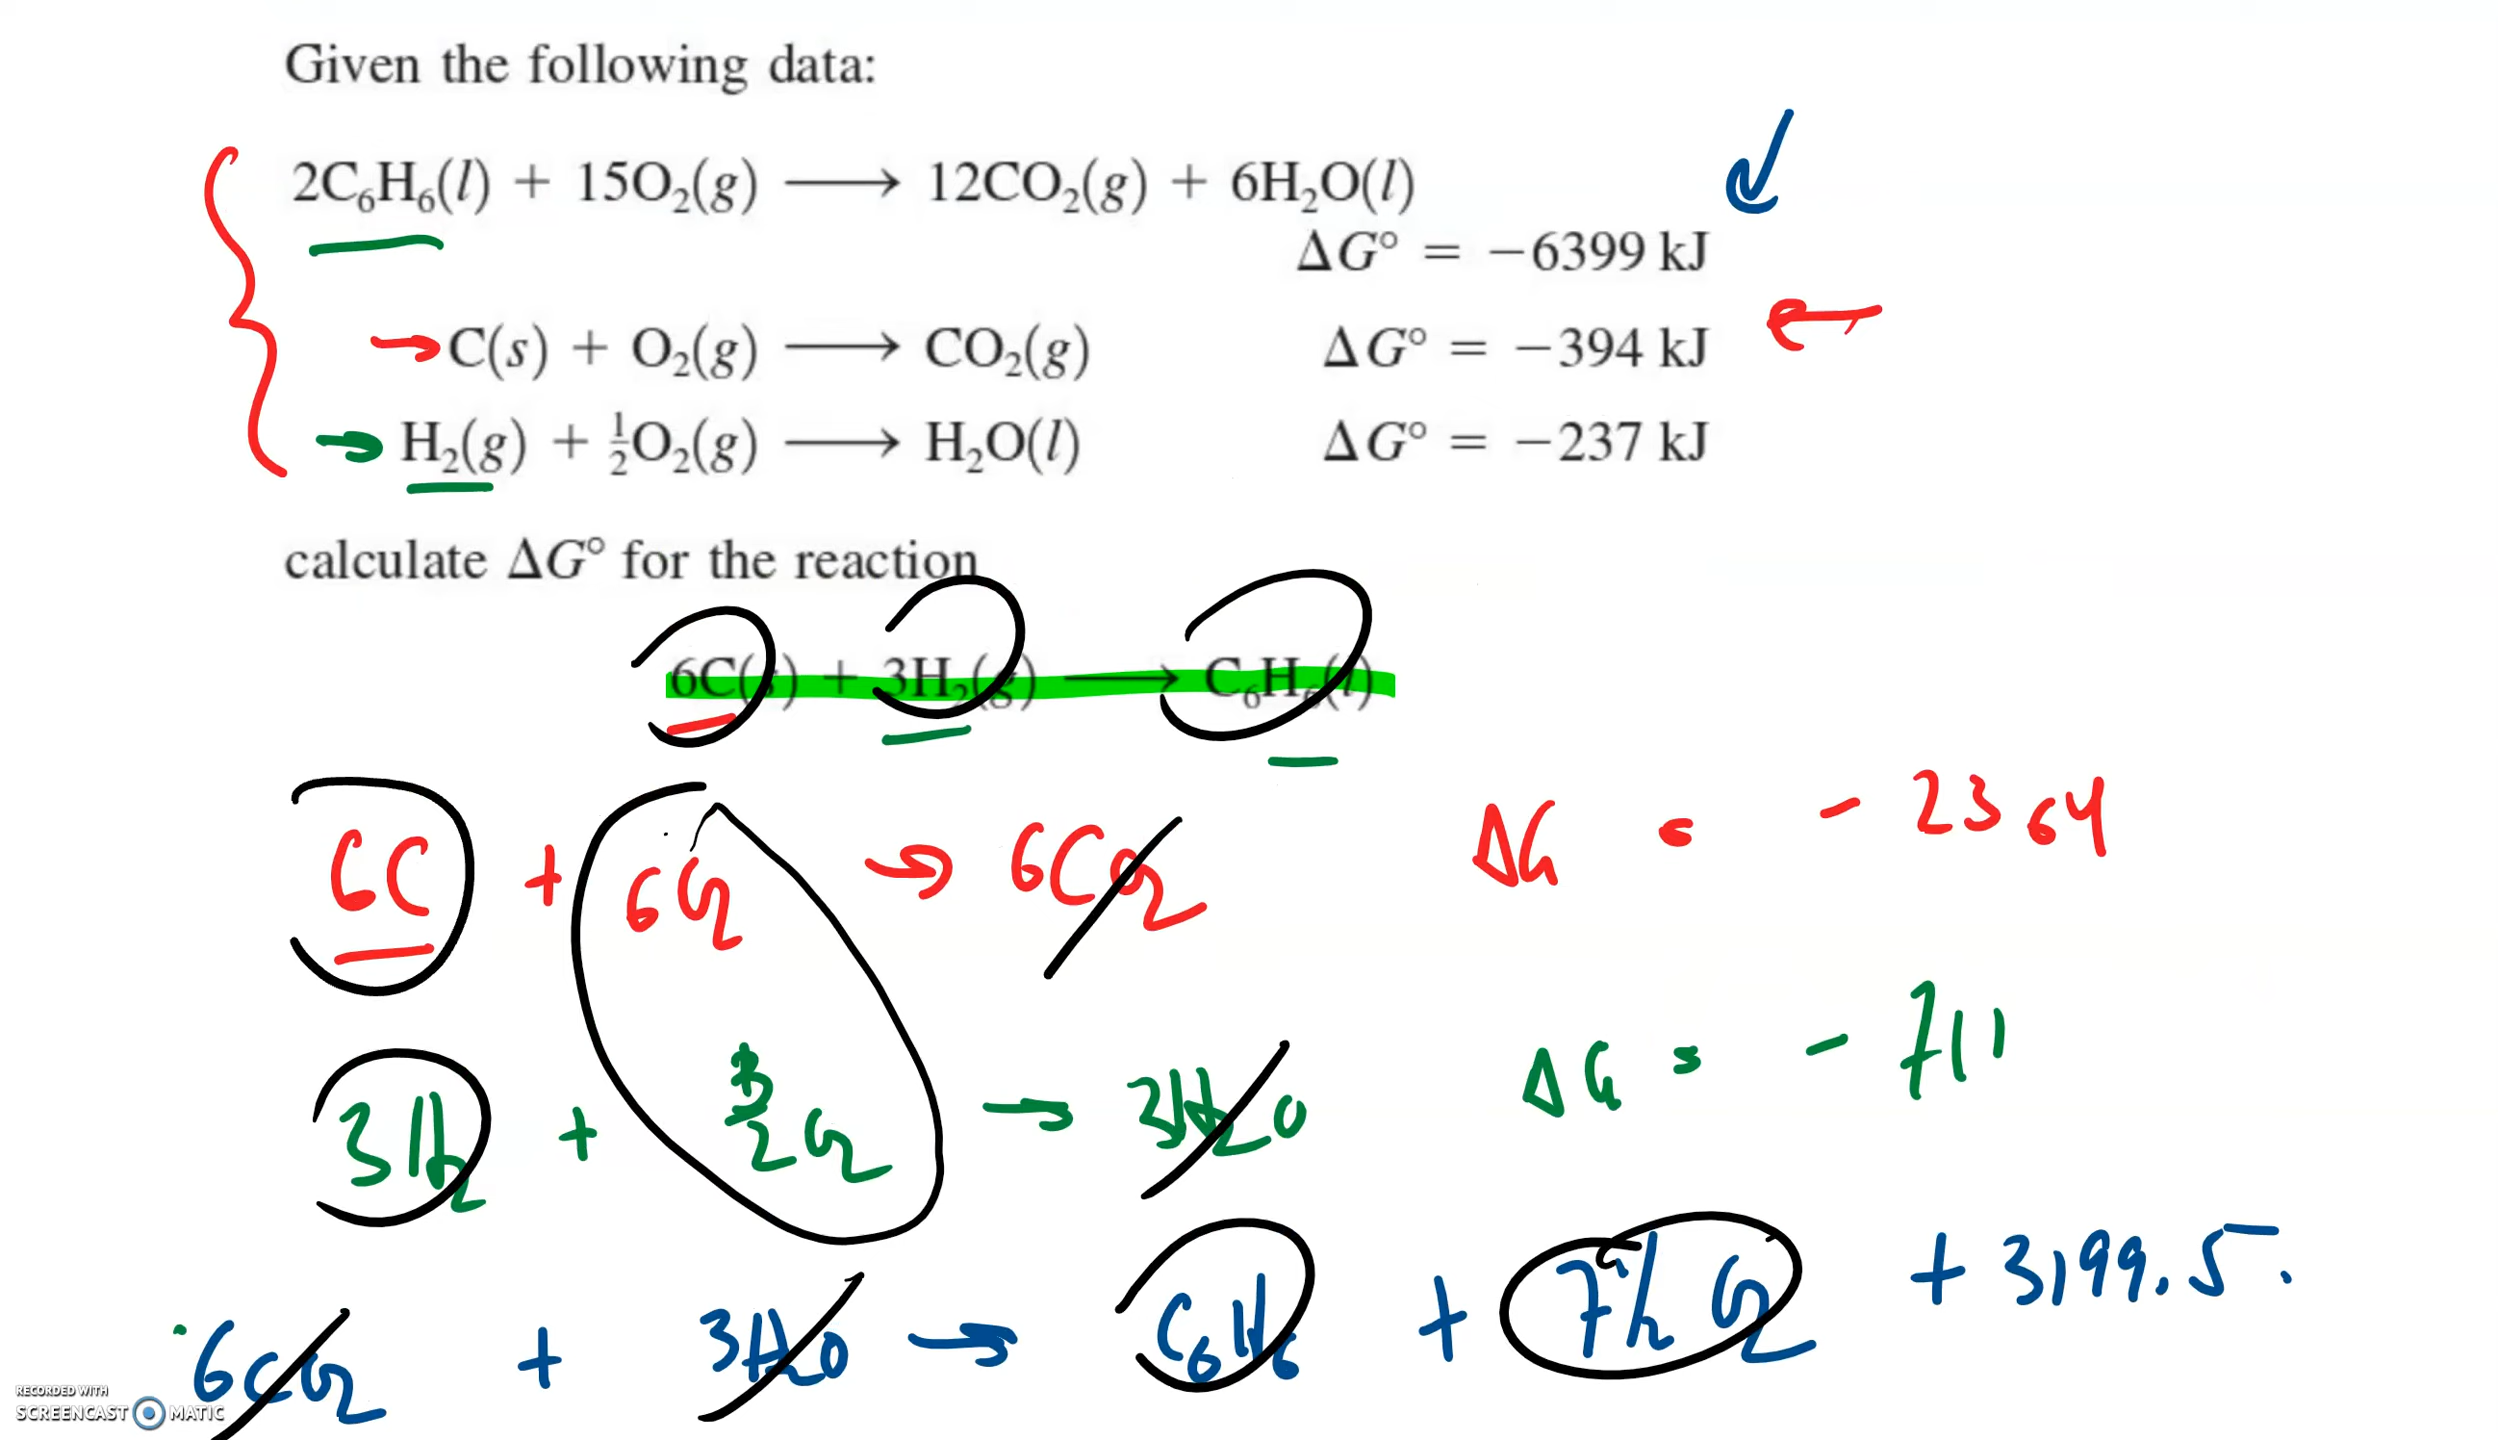 Given the following data:
2C₆H₆(l) + 15O₂(g) ⟶ 12CO₂(g) + 6H₂O(l)
ΔG° = −6399 kJ
C(s) + O₂(g) ⟶ CO₂(g) ΔG° = −394 kJ
H₂(g) + ½O₂(g) ⟶ H₂O(l) ΔG° = −237 kJ
calculate ΔG° for the reaction
6C(s) + 3H₂(g) ⟶ C₆H₆(l)
6C + 6O₂ → 6CO₂ ΔG = - 2364
3H₂ + 3/2 O₂ → 3H₂O ΔG = - 711
6CO₂ + 3H₂O → C₆H₆ + 7½ O₂ + 3199.5
RECORDED WITH
SCREENCAST MATIC